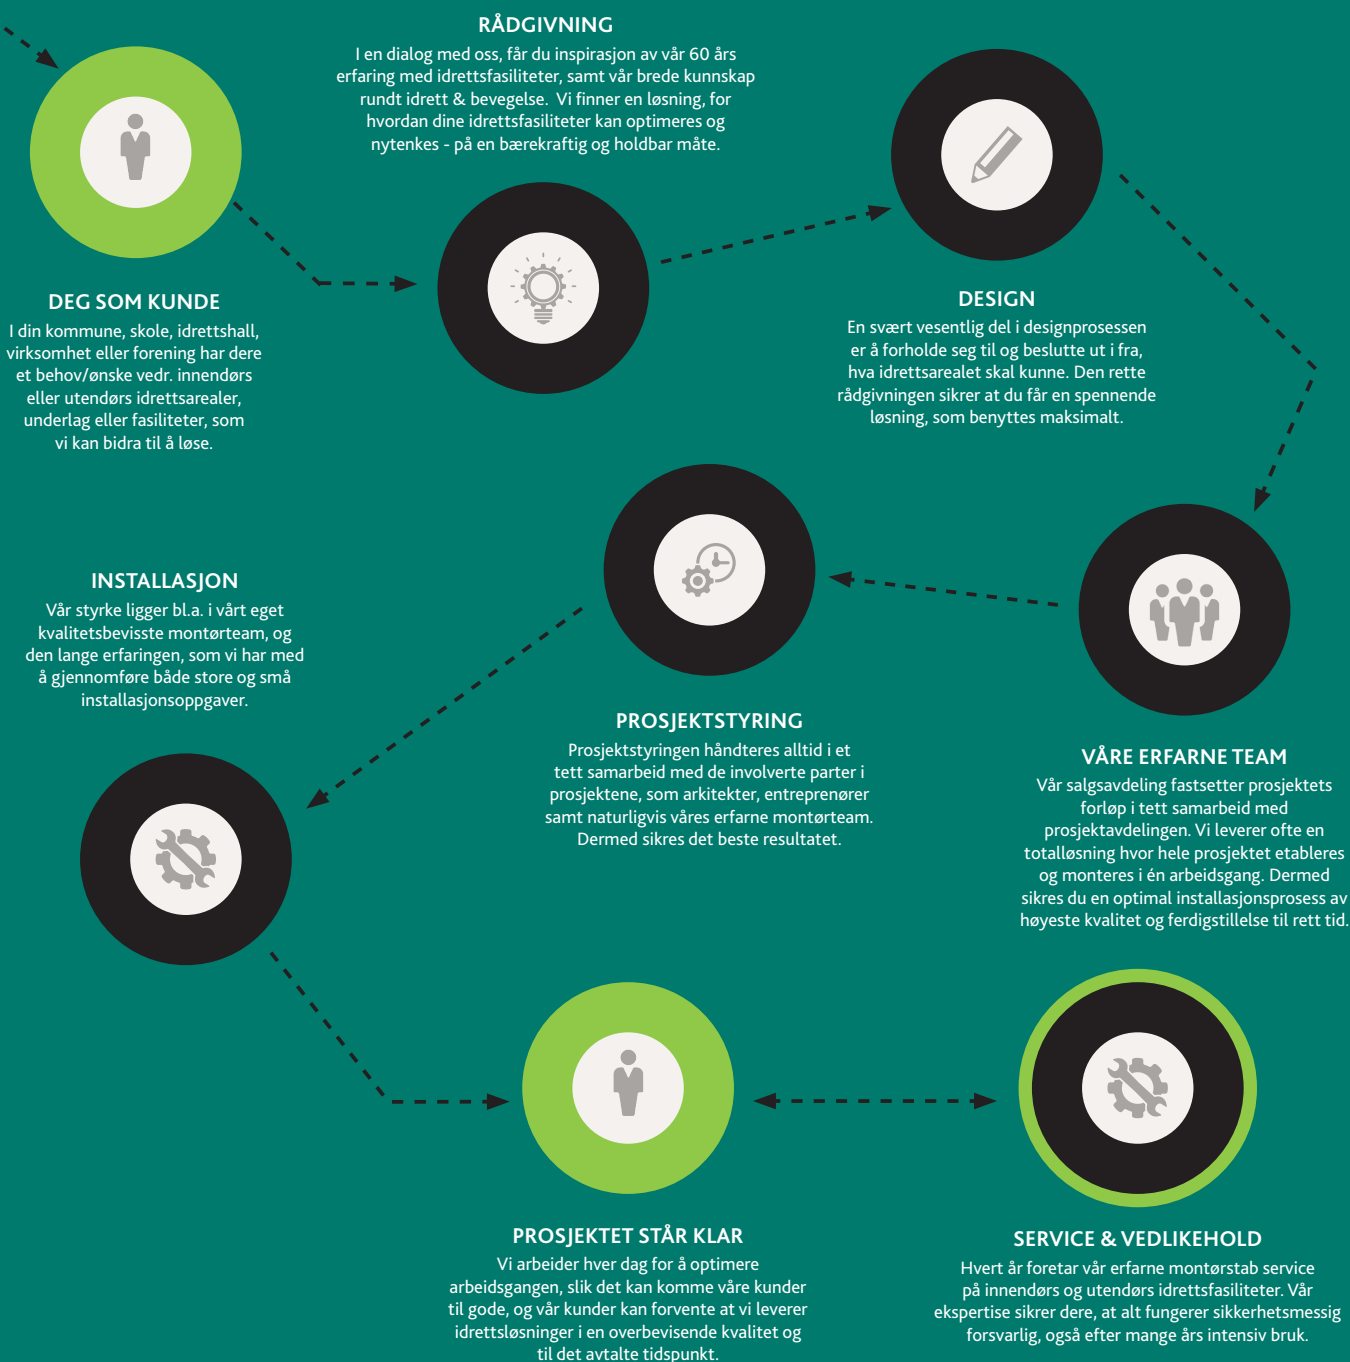 DEG SOM KUNDE
I din kommune, skole, idrettshall,
virksomhet eller forening har dere
et behov/ønske vedr. innendørs
eller utendørs idrettsarealer,
underlag eller fasiliteter, som
vi kan bidra til å løse.
RÅDGIVNING
I en dialog med oss, får du inspirasjon av vår 60 års
erfaring med idrettsfasiliteter, samt vår brede kunnskap
rundt idrett & bevegelse. Vi finner en løsning, for
hvordan dine idrettsfasiliteter kan optimeres og
nytenkes - på en bærekraftig og holdbar måte.
DESIGN
En svært vesentlig del i designprosessen
er å forholde seg til og beslutte ut i fra,
hva idrettsarealet skal kunne. Den rette
rådgivningen sikrer at du får en spennende
løsning, som benyttes maksimalt.
VÅRE ERFARNE TEAM
Vår salgsavdeling fastsetter prosjektets
forløp i tett samarbeid med
prosjektavdelingen. Vi leverer ofte en
totalløsning hvor hele prosjektet etableres
og monteres i én arbeidsgang. Dermed
sikres du en optimal installasjonsprosess av
høyeste kvalitet og ferdigstillelse til rett tid.
PROSJEKTSTYRING
Prosjektstyringen håndteres alltid i et
tett samarbeid med de involverte parter i
prosjektene, som arkitekter, entreprenører
samt naturligvis våres erfarne montørteam.
Dermed sikres det beste resultatet.
INSTALLASJON
Vår styrke ligger bl.a. i vårt eget
kvalitetsbevisste montørteam, og
den lange erfaringen, som vi har med
å gjennomføre både store og små
installasjonsoppgaver.
PROSJEKTET STÅR KLAR
Vi arbeider hver dag for å optimere
arbeidsgangen, slik det kan komme våre kunder
til gode, og vår kunder kan forvente at vi leverer
idrettsløsninger i en overbevisende kvalitet og
til det avtalte tidspunkt.
SERVICE & VEDLIKEHOLD
Hvert år foretar vår erfarne montørstab service
på innendørs og utendørs idrettsfasiliteter. Vår
ekspertise sikrer dere, at alt fungerer sikkerhetsmessig
forsvarlig, også efter mange års intensiv bruk.